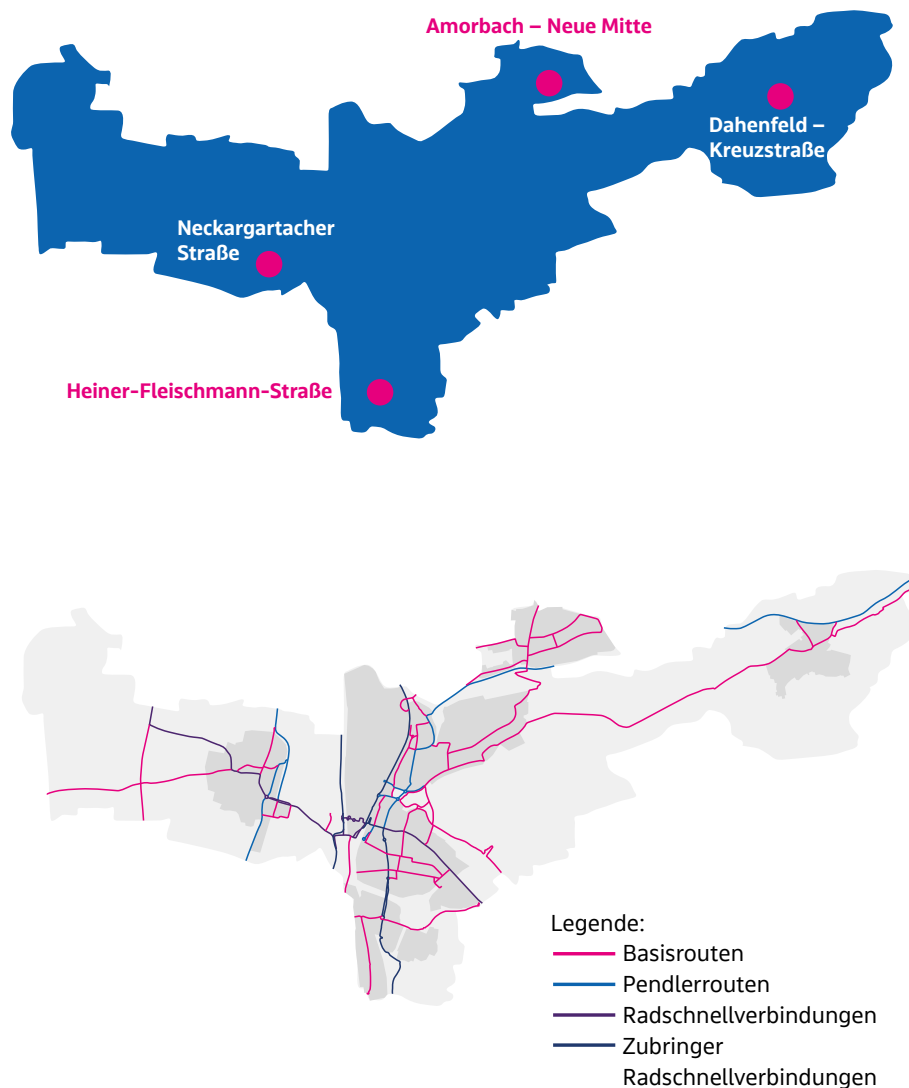 Amorbach – Neue Mitte
Dahenfeld –
Kreuzstraße
Neckargartacher
Straße
Heiner-Fleischmann-Straße
Legende:
Basisrouten
Pendlerrouten
Radschnellverbindungen
Zubringer
Radschnellverbindungen